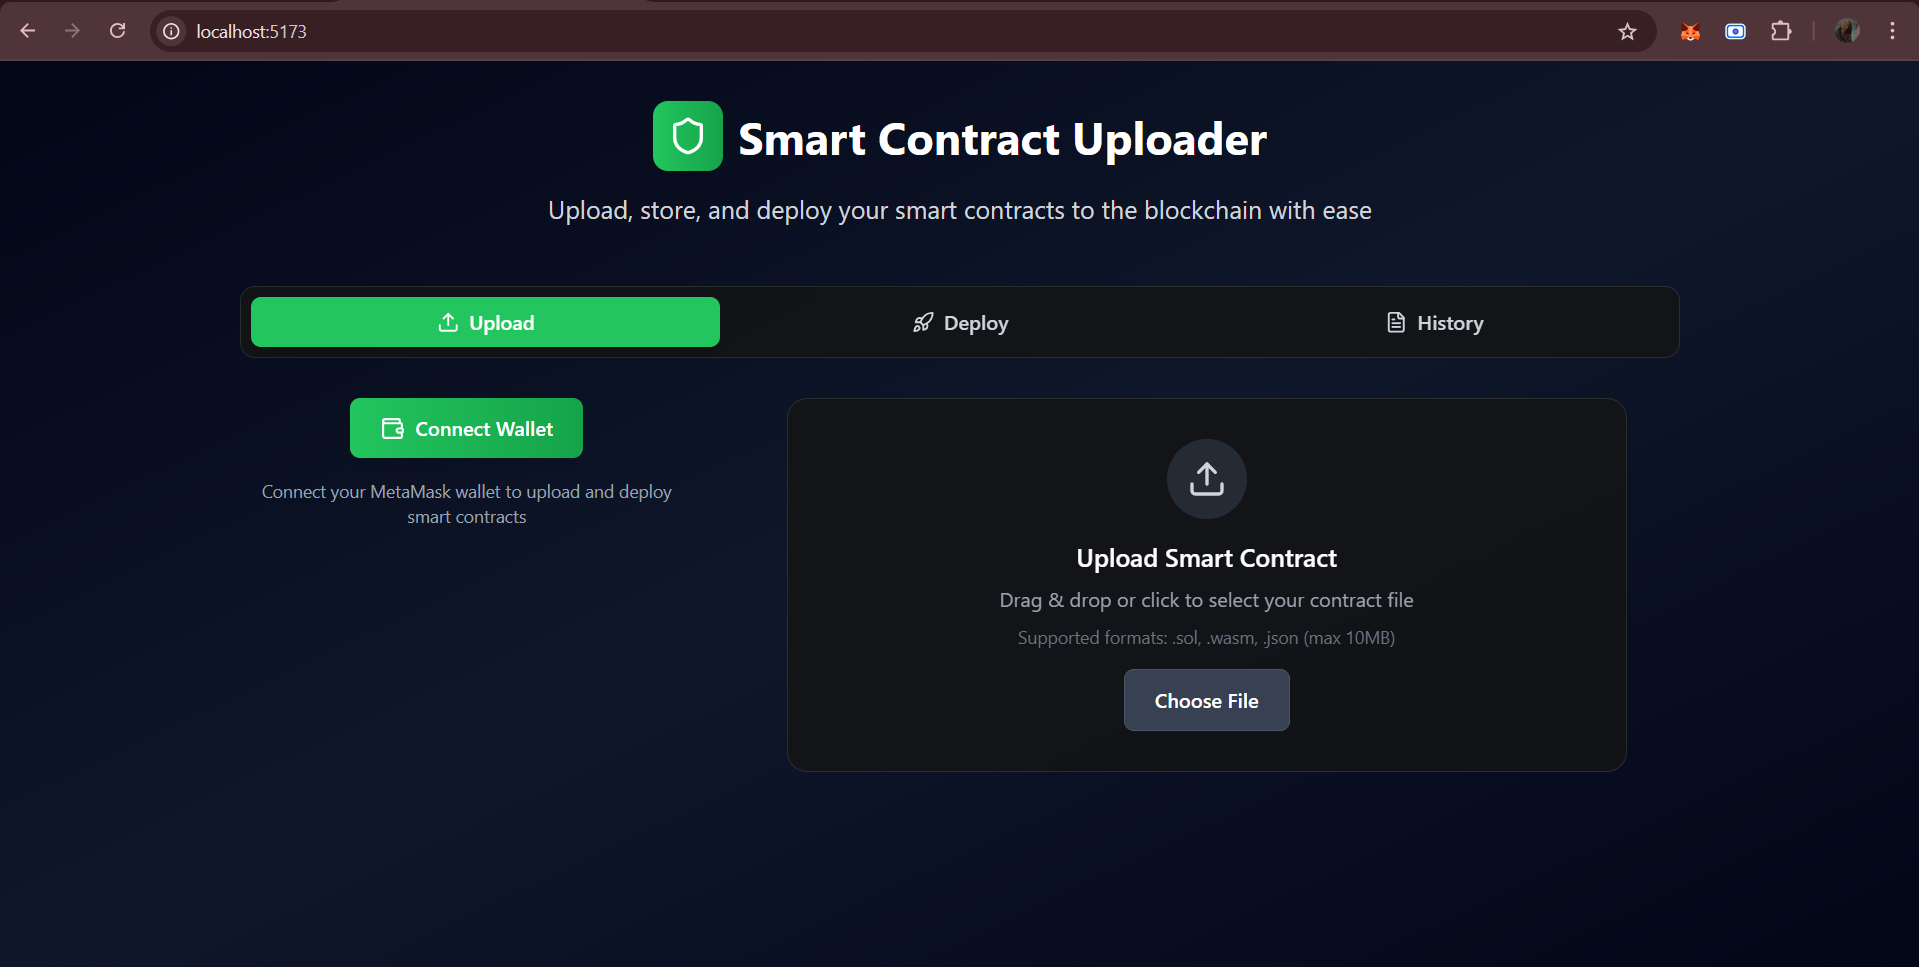 localhost:5173
Smart Contract Uploader
Upload, store, and deploy your smart contracts to the blockchain with ease
Upload
Deploy
History
Connect Wallet
Connect your MetaMask wallet to upload and deploy
smart contracts
Upload Smart Contract
Drag & drop or click to select your contract file
Supported formats: .sol, .wasm, .json (max 10MB)
Choose File